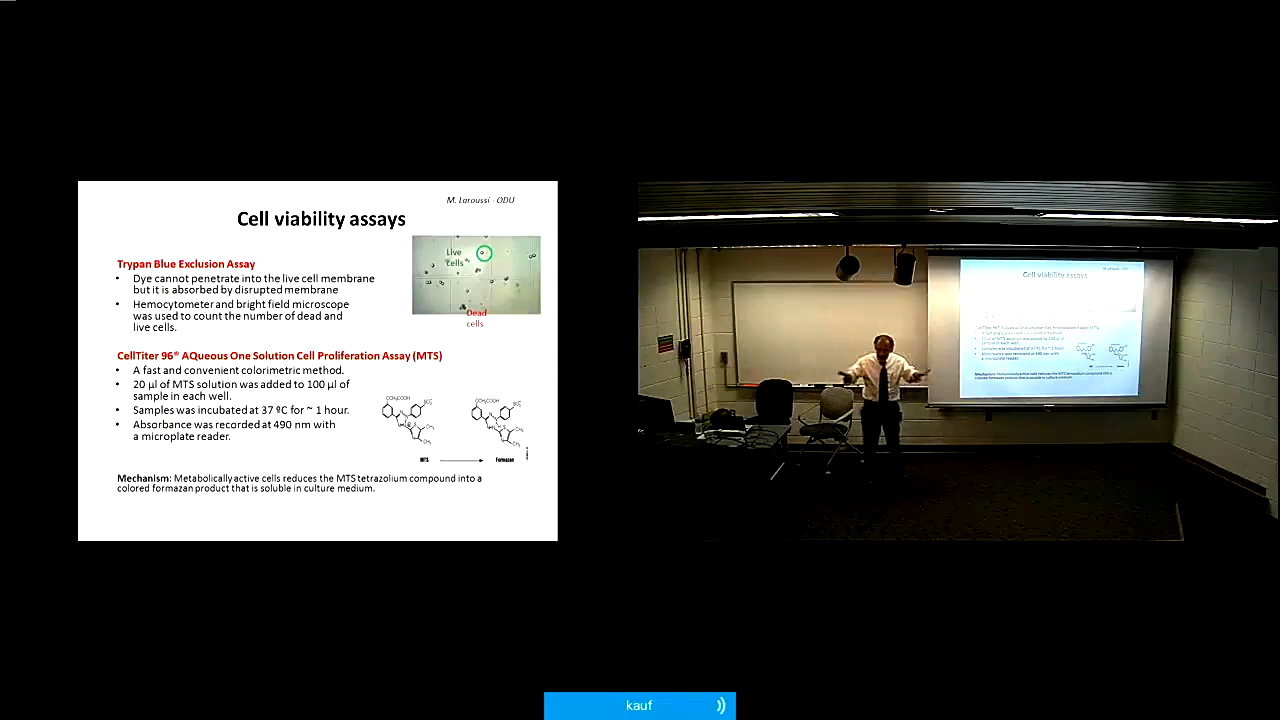 M. Laroussi - ODU
Cell viability assays
Live
cells
Dead
cells
Trypan Blue Exclusion Assay
• Dye cannot penetrate into the live cell membrane
but it is absorbed by disrupted membrane
• Hemocytometer and bright field microscope
was used to count the number of dead and
live cells.
CellTiter 96® AQueous One Solution Cell Proliferation Assay (MTS)
• A fast and convenient colorimetric method.
• 20 µl of MTS solution was added to 100 µl of
sample in each well.
• Samples was incubated at 37 ºC for ~ 1 hour.
• Absorbance was recorded at 490 nm with
a microplate reader.
MTS
Formazan
Mechanism: Metabolically active cells reduces the MTS tetrazolium compound into a
colored formazan product that is soluble in culture medium.
Cell viability assays
kauf